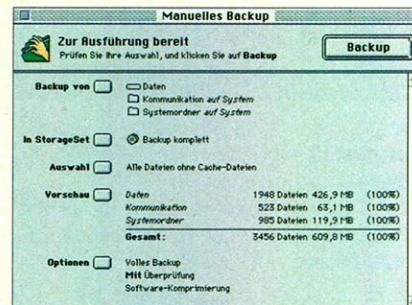 Manuelles Backup
Zur Ausführung bereit
Prüfen Sie Ihre Auswahl, und klicken Sie auf Backup
Backup
Backup von
Daten
Kommunikation auf System
Systemordner auf System
In StorageSet
Backup komplett
Auswahl
Alle Dateien ohne Cache-Dateien
Vorschau
Daten 1948 Dateien 426,9 MB (100%)
Kommunikation 523 Dateien 63,1 MB (100%)
Systemordner 985 Dateien 119,9 MB (100%)
Gesamt: 3456 Dateien 609,8 MB (100%)
Optionen
Volles Backup
Mit Überprüfung
Software-Komprimierung